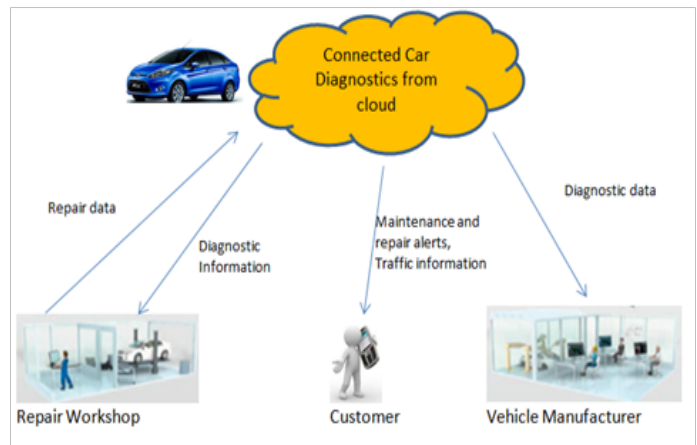 Connected Car
Diagnostics from
cloud
Repair data
Diagnostic
Information
Maintenance and
repair alerts,
Traffic information
Diagnostic data
Repair Workshop
Customer
Vehicle Manufacturer